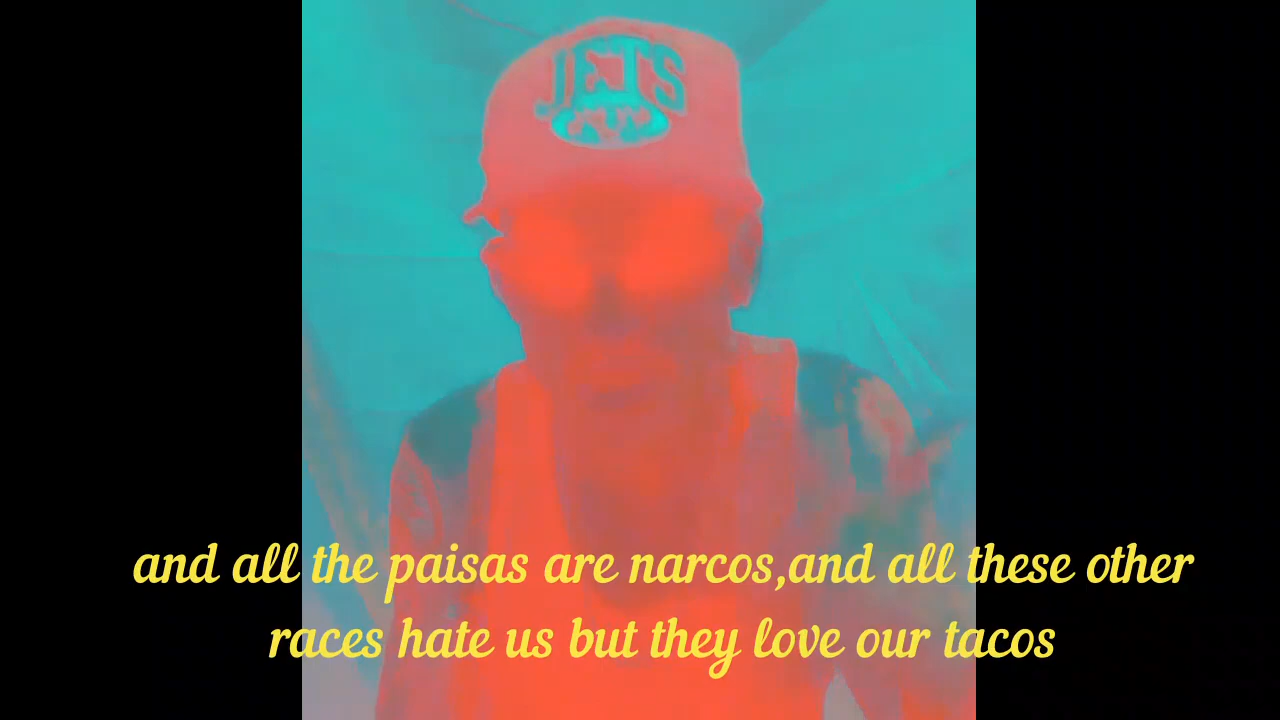 JETS
and all the paisas are narcos,and all these other
races hate us but they love our tacos